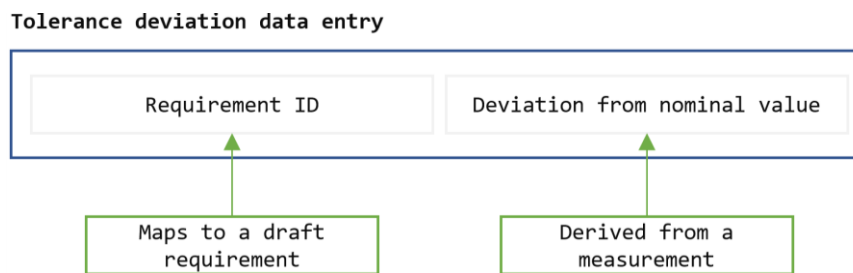 Tolerance deviation data entry
Requirement ID
Deviation from nominal value
Maps to a draft
requirement
Derived from a
measurement